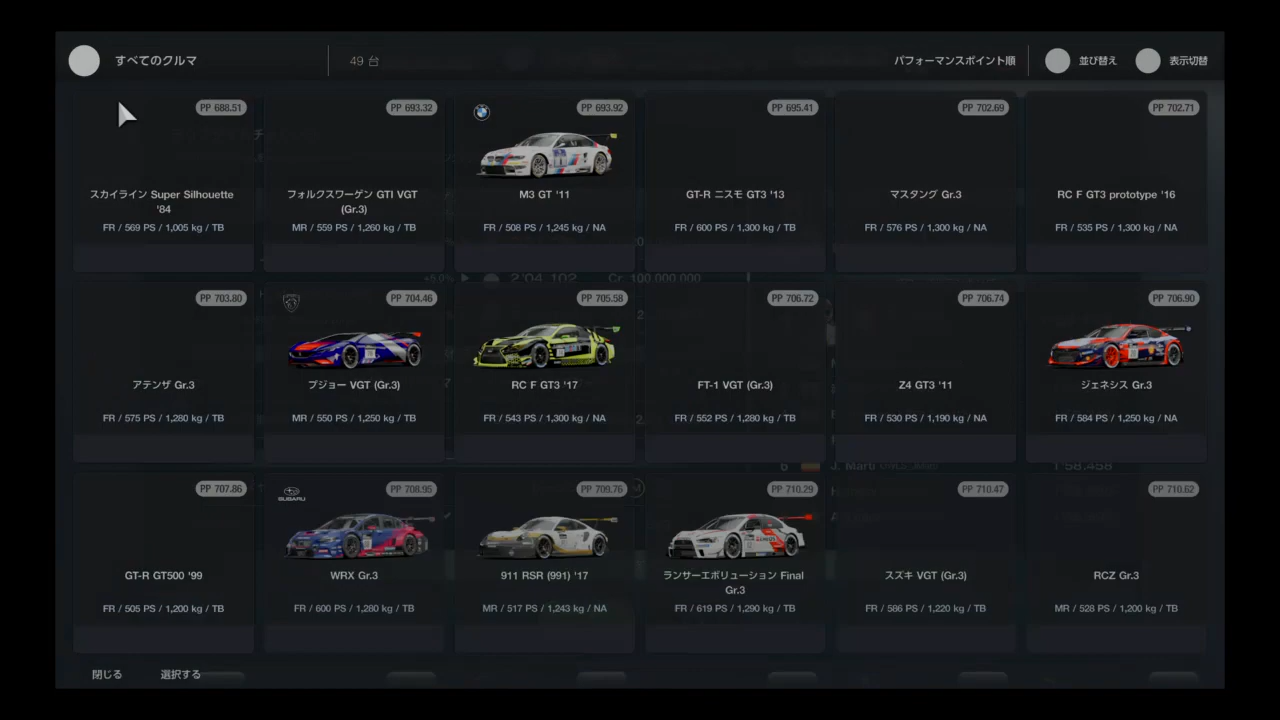 すべてのクルマ
49 台
パフォーマンスポイント順
並び替え
表示切替
PP 688.51
スカイライン Super Silhouette
'84
FR / 569 PS / 1,005 kg / TB
PP 693.32
フォルクスワーゲン GTI VGT
(Gr.3)
MR / 559 PS / 1,260 kg / TB
PP 693.92
M3 GT '11
FR / 508 PS / 1,245 kg / NA
PP 695.41
GT-R ニスモ GT3 '13
FR / 600 PS / 1,300 kg / TB
PP 702.69
マスタング Gr.3
FR / 576 PS / 1,300 kg / NA
PP 702.71
RC F GT3 prototype '16
FR / 535 PS / 1,300 kg / NA
+5.0%
2'04.102
Cr. 100,000,000
PP 703.80
アテンザ Gr.3
FR / 575 PS / 1,280 kg / TB
PP 704.46
プジョー VGT (Gr.3)
MR / 550 PS / 1,250 kg / TB
PP 705.58
RC F GT3 '17
FR / 543 PS / 1,300 kg / NA
PP 706.72
FT-1 VGT (Gr.3)
FR / 552 PS / 1,280 kg / TB
PP 706.74
Z4 GT3 '11
FR / 530 PS / 1,190 kg / NA
PP 706.90
ジェネシス Gr.3
FR / 584 PS / 1,250 kg / NA
6
J. Marti
1'58.458
PP 707.86
GT-R GT500 '99
FR / 505 PS / 1,200 kg / TB
PP 708.95
SUBARU
WRX Gr.3
FR / 600 PS / 1,280 kg / TB
PP 709.76
911 RSR (991) '17
MR / 517 PS / 1,243 kg / NA
PP 710.29
ランサーエボリューション Final
Gr.3
FR / 619 PS / 1,290 kg / TB
PP 710.47
スズキ VGT (Gr.3)
FR / 586 PS / 1,220 kg / TB
PP 710.62
RCZ Gr.3
MR / 528 PS / 1,200 kg / TB
閉じる
選択する